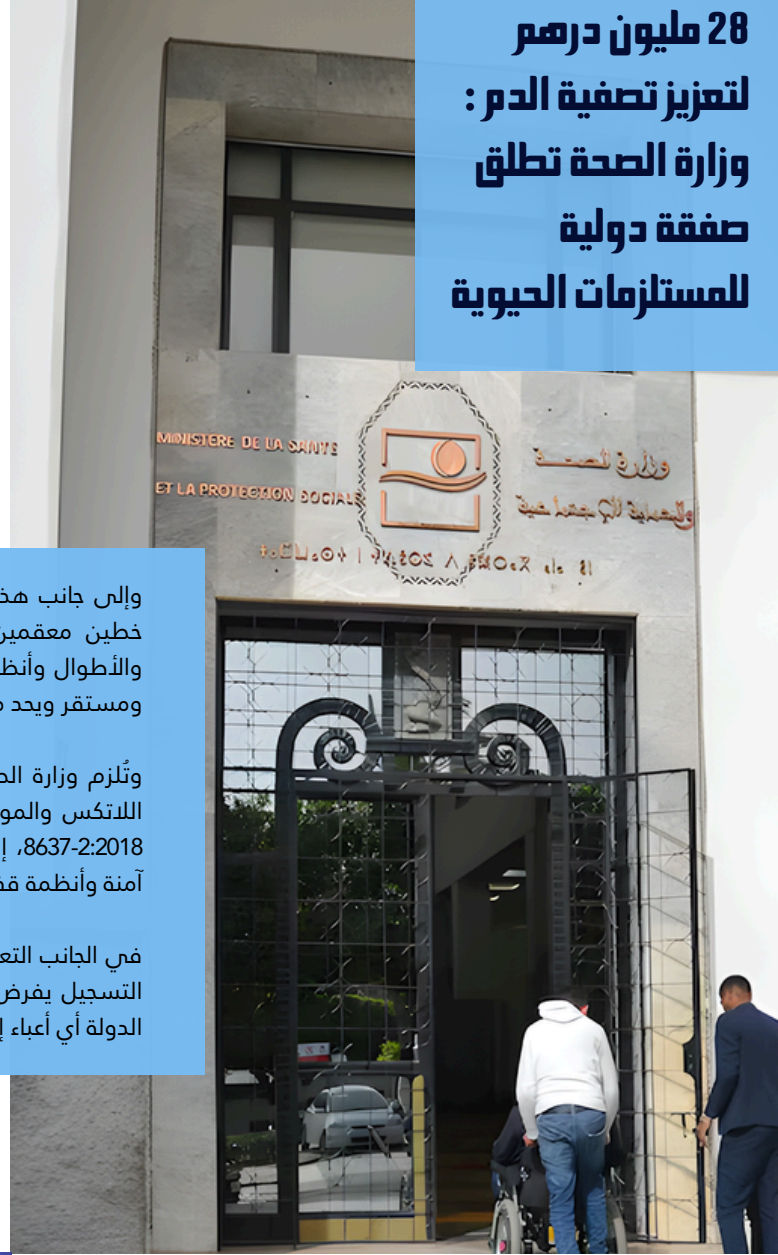 28 مليون درهم
لتعزيز تصفية الدم :
وزارة الصحة تطلق
صفقة دولية
للمستلزمات الحيوية
MINISTERE DE LA SANTE
ET LA PROTECTION SOCIALE
وزارة الصحة
والحماية الاجتماعية
وإلى جانب هذ
خطين معقمين
والأطوال وأنظ
ومستقر ويحد م
وتُلزم وزارة الص
اللاتكس والمو
8637-2:2018، إ
آمنة وأنظمة قف
في الجانب التع
التسجيل يفرض
الدولة أي أعباء إ